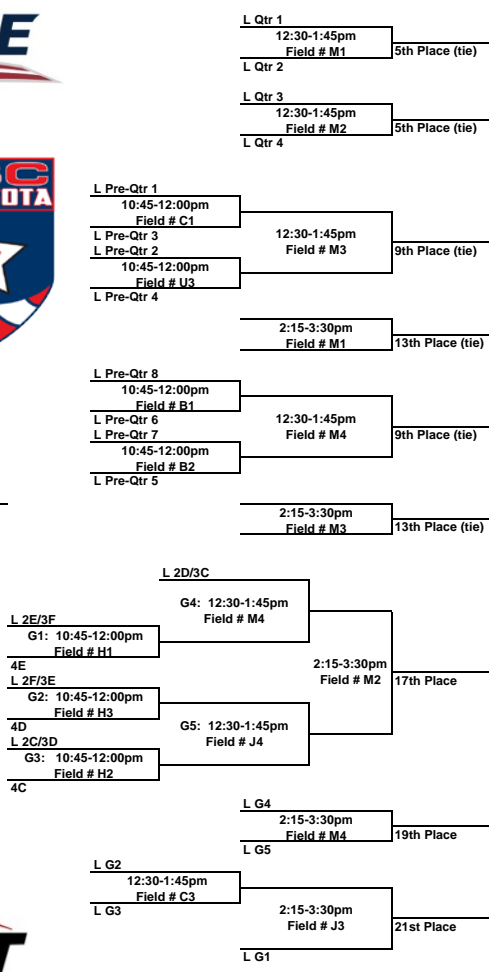 E
L Qtr 1
12:30-1:45pm
Field # M1
5th Place (tie)
L Qtr 2
L Qtr 3
12:30-1:45pm
Field # M2
5th Place (tie)
L Qtr 4
L Pre-Qtr 1
10:45-12:00pm
Field # C1
L Pre-Qtr 3
L Pre-Qtr 2
10:45-12:00pm
Field # U3
L Pre-Qtr 4
12:30-1:45pm
Field # M3
9th Place (tie)
2:15-3:30pm
Field # M1
13th Place (tie)
L Pre-Qtr 8
10:45-12:00pm
Field # B1
L Pre-Qtr 6
L Pre-Qtr 7
10:45-12:00pm
Field # B2
L Pre-Qtr 5
12:30-1:45pm
Field # M4
9th Place (tie)
2:15-3:30pm
Field # M3
13th Place (tie)
L 2D/3C
G4: 12:30-1:45pm
Field # M4
L 2E/3F
G1: 10:45-12:00pm
Field # H1
4E
L 2F/3E
G2: 10:45-12:00pm
Field # H3
4D
L 2C/3D
G3: 10:45-12:00pm
Field # H2
4C
G5: 12:30-1:45pm
Field # J4
2:15-3:30pm
Field # M2
17th Place
L G4
2:15-3:30pm
Field # M4
19th Place
L G5
L G2
12:30-1:45pm
Field # C3
L G3
2:15-3:30pm
Field # J3
21st Place
L G1
T